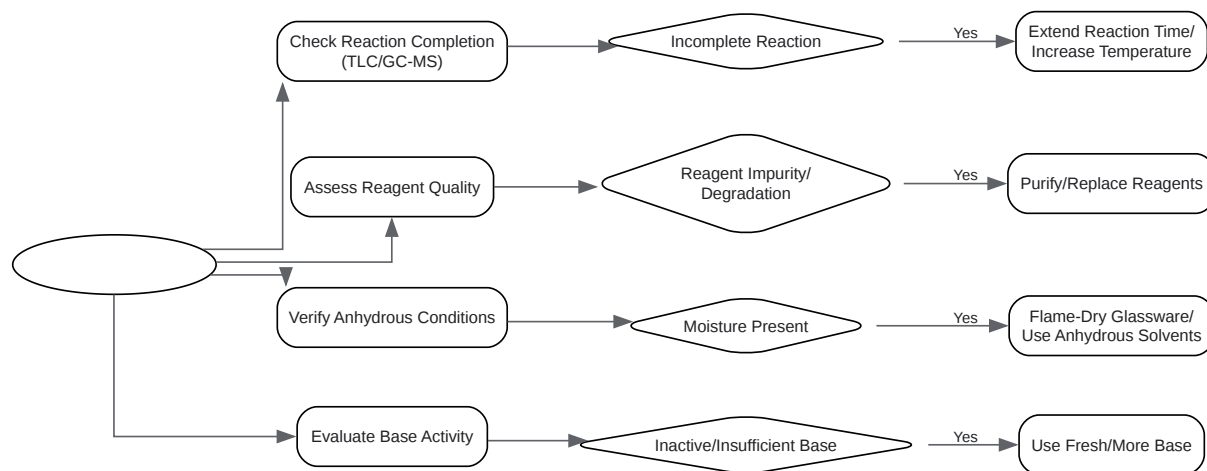 Check Reaction Completion
(TLC/GC-MS)
Incomplete Reaction
Yes
Extend Reaction Time/
Increase Temperature
Assess Reagent Quality
Reagent Impurity/
Degradation
Yes
Purify/Replace Reagents
Verify Anhydrous Conditions
Moisture Present
Yes
Flame-Dry Glassware/
Use Anhydrous Solvents
Evaluate Base Activity
Inactive/Insufficient Base
Yes
Use Fresh/More Base